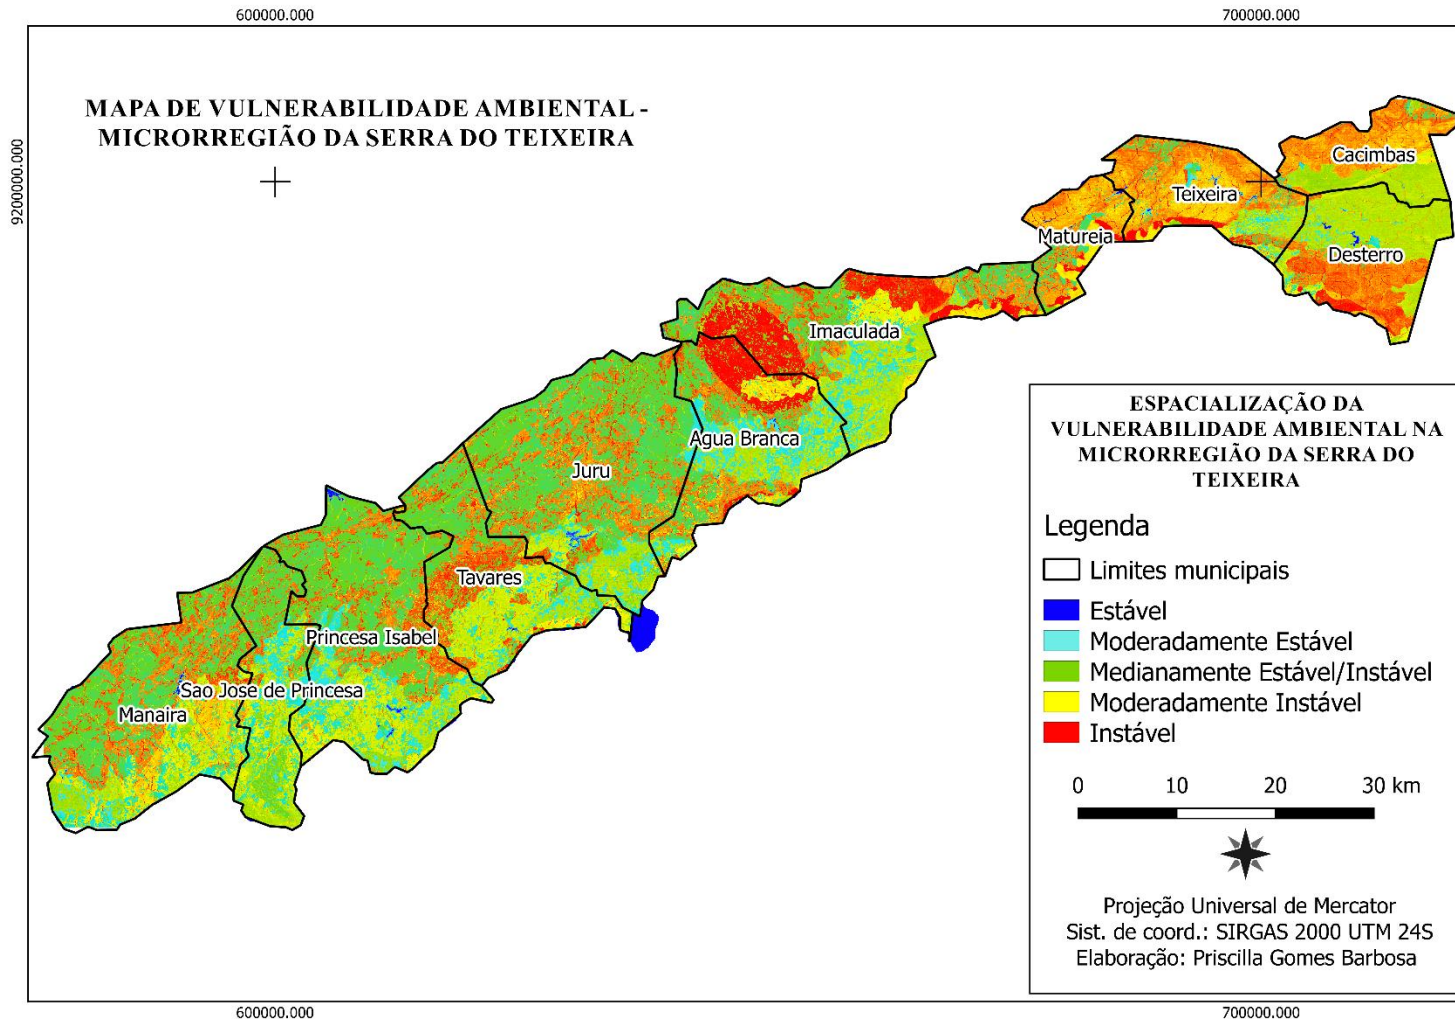 600000.000
700000.000
MAPA DE VULNERABILIDADE AMBIENTAL -
MICRORREGIÃO DA SERRA DO TEIXEIRA
9200000.000
Cacimbas
Teixeira
Matureia
Desterro
Imaculada
Agua Branca
Juru
Tavares
Princesa Isabel
Sao Jose de Princesa
Manaira
ESPACIALIZAÇÃO DA
VULNERABILIDADE AMBIENTAL NA
MICRORREGIÃO DA SERRA DO
TEIXEIRA
Legenda
Limites municipais
Estável
Moderadamente Estável
Medianamente Estável/Instável
Moderadamente Instável
Instável
0 10 20 30 km
Projeção Universal de Mercator
Sist. de coord.: SIRGAS 2000 UTM 24S
Elaboração: Priscilla Gomes Barbosa
600000.000
700000.000